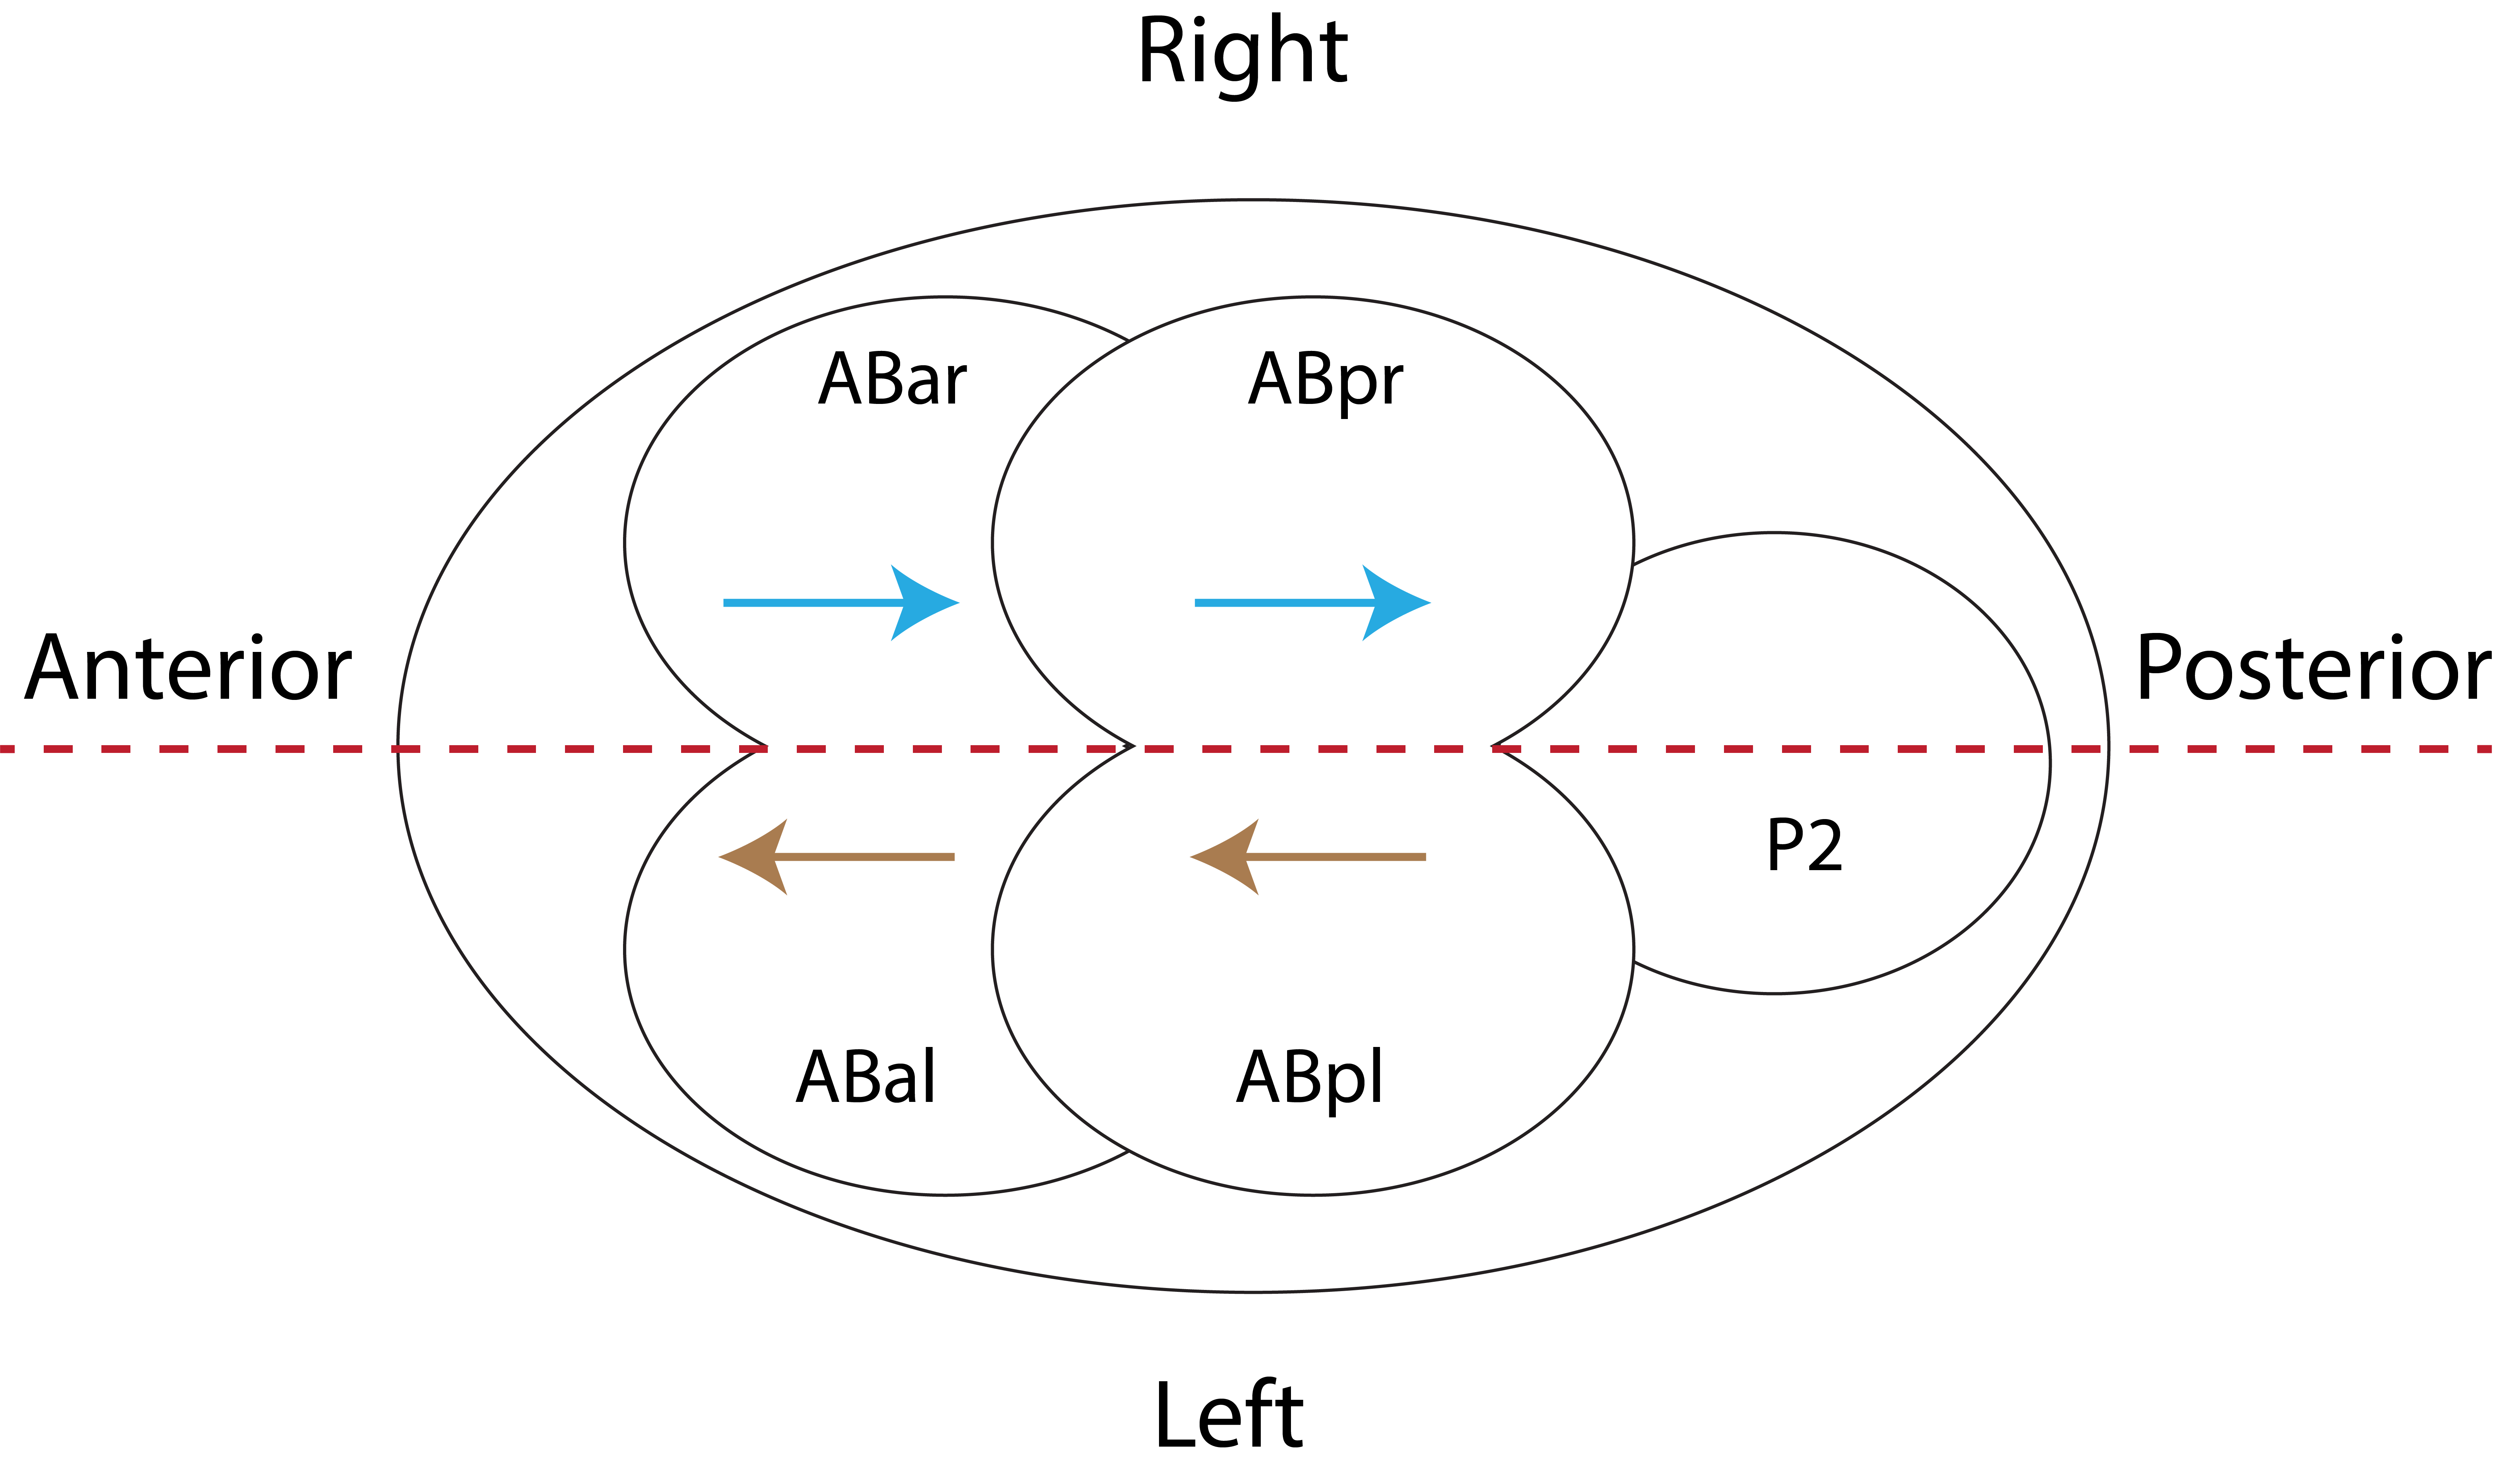 Right
ABar
ABpr
Anterior
Posterior
P2
ABal
ABpl
Left